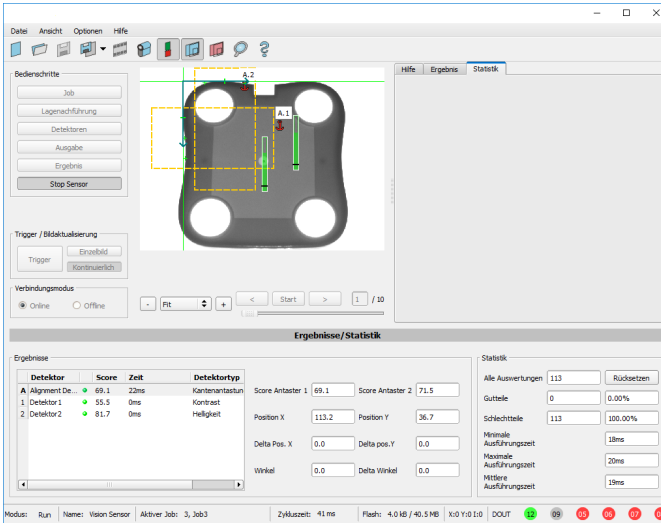 Datei Ansicht Optionen Hilfe
Bedienschritte
Job
Lagenachführung
Detektoren
Ausgabe
Ergebnis
Stop Sensor
A.2
A.1
Hilfe Ergebnis Statistik
Trigger / Bildaktualisierung
Trigger
Einzelbild
Kontinuierlich
Verbindungsmodus
Online Offline
- Fit + < Start > 1 / 10
Ergebnisse/Statistik
Ergebnisse
Detektor Score Zeit Detektortyp
A Alignment De... 69.1 22ms Kantenantastun
1 Detektor1 55.5 0ms Kontrast
2 Detektor2 81.7 0ms Helligkeit
Score Antaster 1 69.1 Score Antaster 2 71.5
Position X 113.2 Position Y 36.7
Delta Pos. X 0.0 Delta pos.Y 0.0
Winkel 0.0 Delta Winkel 0.0
Statistik
Alle Auswertungen 113 Rücksetzen
Gutteile 0 0.00%
Schlechtteile 113 100.00%
Minimale
Ausführungszeit 18ms
Maximale
Ausführungszeit 20ms
Mittlere
Ausführungszeit 19ms
Modus: Run Name: Vision Sensor Aktiver Job: 3, Job3 Zykluszeit: 41 ms Flash: 4.0 kB / 40.5 MB X:0 Y:0 I:0 DOUT 12 09 05 06 07